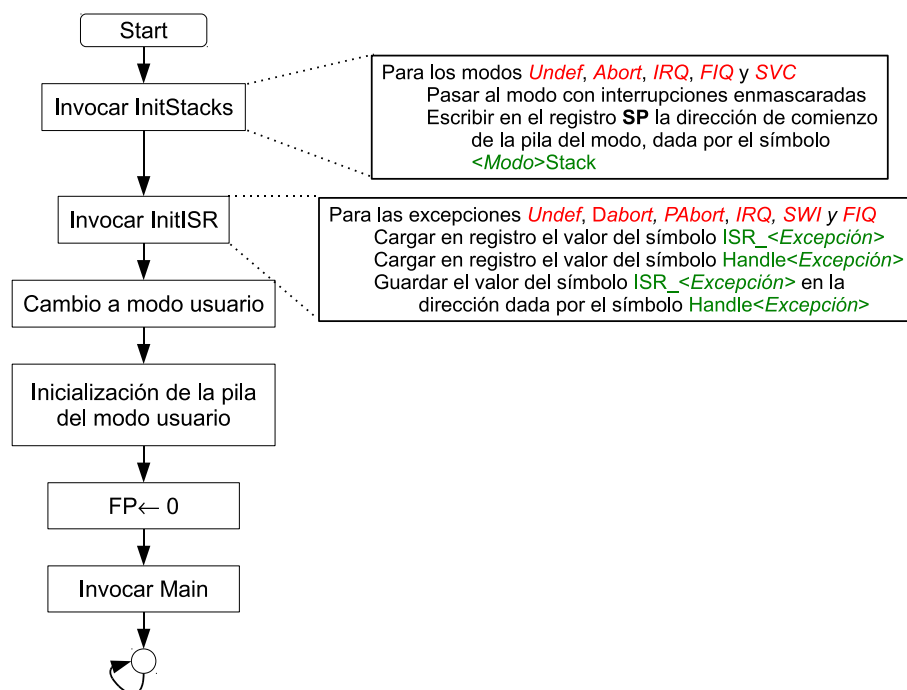 Start
Invocar InitStacks
Para los modos Undef, Abort, IRQ, FIQ y SVC
Pasar al modo con interrupciones enmascaradas
Escribir en el registro SP la dirección de comienzo
de la pila del modo, dada por el símbolo
<Modo>Stack
Invocar InitISR
Para las excepciones Undef, Dabort, PAbort, IRQ, SWI y FIQ
Cargar en registro el valor del símbolo ISR_<Excepción>
Cargar en registro el valor del símbolo Handle<Excepción>
Guardar el valor del símbolo ISR_<Excepción> en la
dirección dada por el símbolo Handle<Excepción>
Cambio a modo usuario
Inicialización de la pila
del modo usuario
FP← 0
Invocar Main